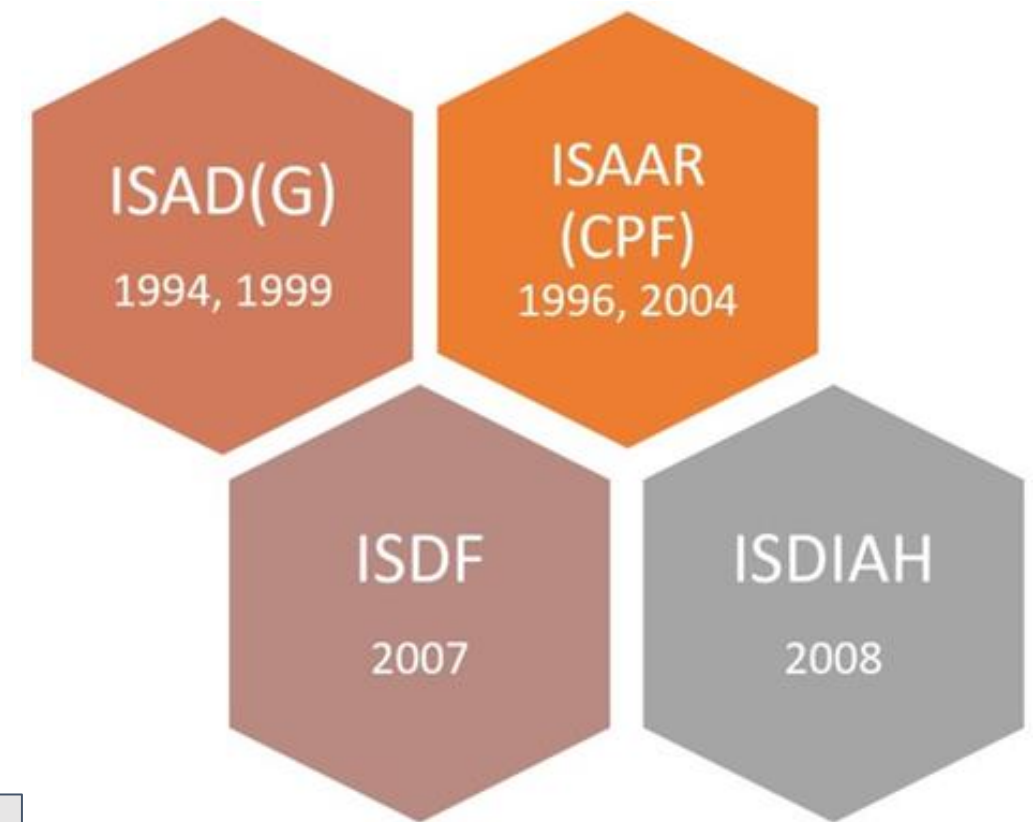 ISAD(G)
1994, 1999
ISAAR
(CPF)
1996, 2004
ISDF
2007
ISDIAH
2008